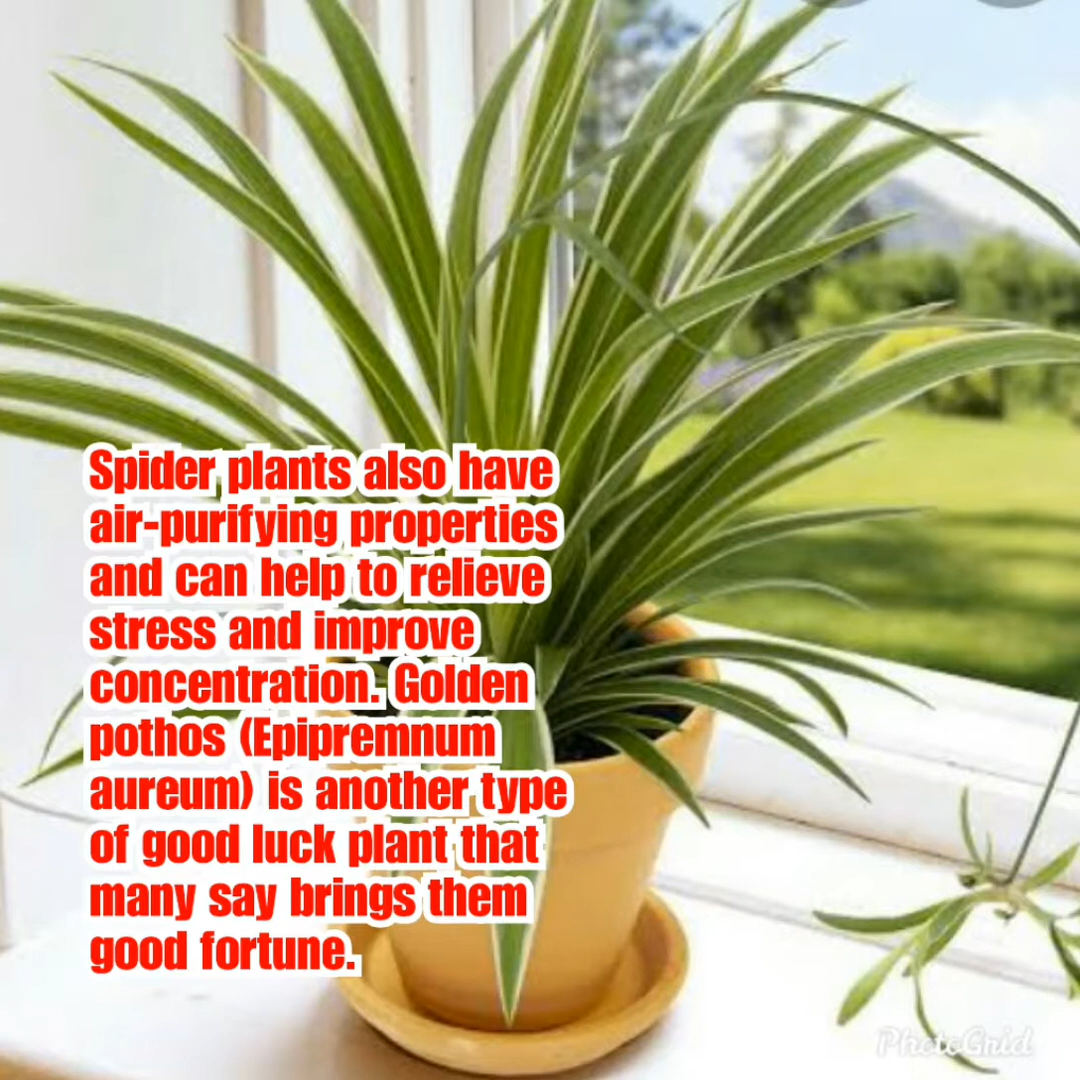 Spider plants also have
air-purifying properties
and can help to relieve
stress and improve
concentration. Golden
pothos (Epipremnum
aureum) is another type
of good luck plant that
many say brings them
good fortune.
PhotoGrid